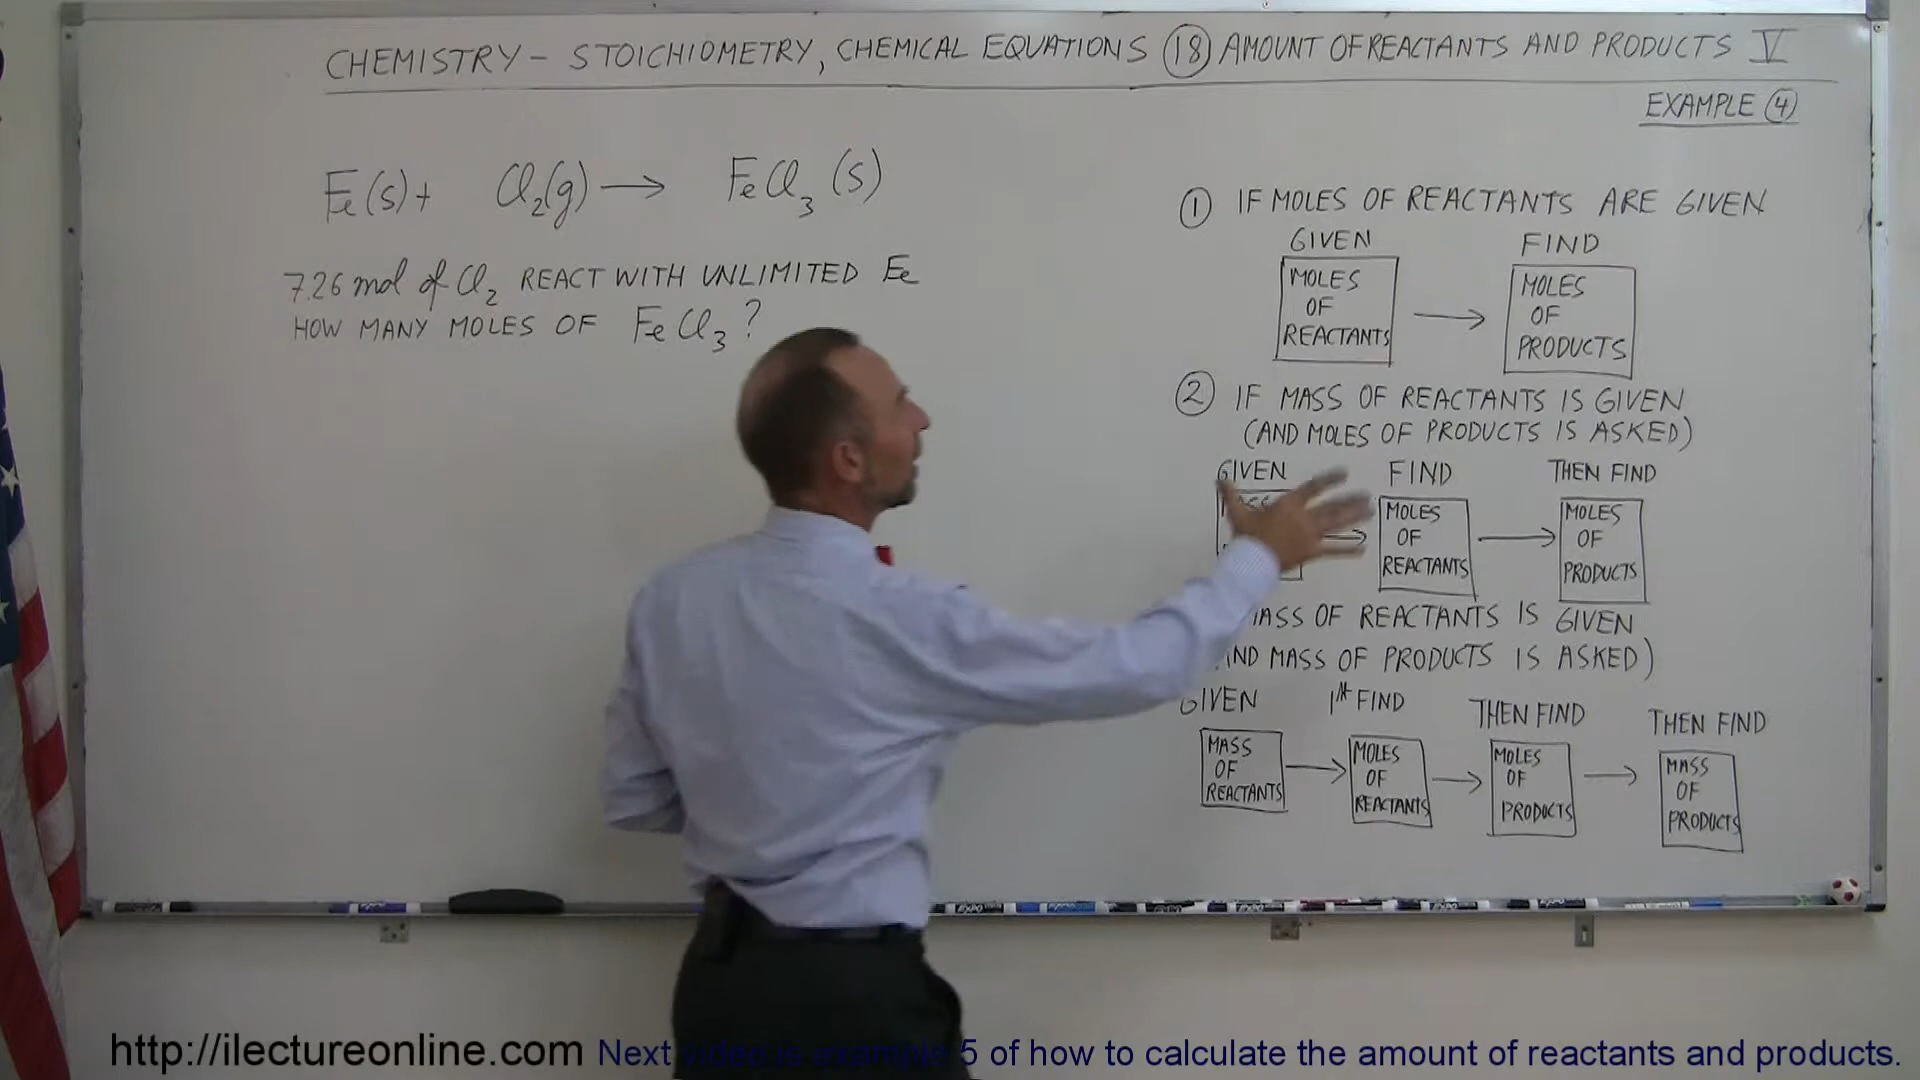 CHEMISTRY – STOICHIOMETRY, CHEMICAL EQUATIONS (18) AMOUNT OF REACTANTS AND PRODUCTS V
EXAMPLE (4)
Fe(s) + Cl2(g) → FeCl3 (s)
7.26 mol of Cl2 REACT WITH UNLIMITED Fe
HOW MANY MOLES OF FeCl3 ?
(1) IF MOLES OF REACTANTS ARE GIVEN
GIVEN FIND
MOLES OF REACTANTS → MOLES OF PRODUCTS
(2) IF MASS OF REACTANTS IS GIVEN
(AND MOLES OF PRODUCTS IS ASKED)
GIVEN FIND THEN FIND
→ MOLES OF REACTANTS → MOLES OF PRODUCTS
MASS OF REACTANTS IS GIVEN
AND MASS OF PRODUCTS IS ASKED)
GIVEN 1st FIND THEN FIND THEN FIND
MASS OF REACTANTS → MOLES OF REACTANTS → MOLES OF PRODUCTS → MASS OF PRODUCTS
http://ilectureonline.com Next video is example 5 of how to calculate the amount of reactants and products.